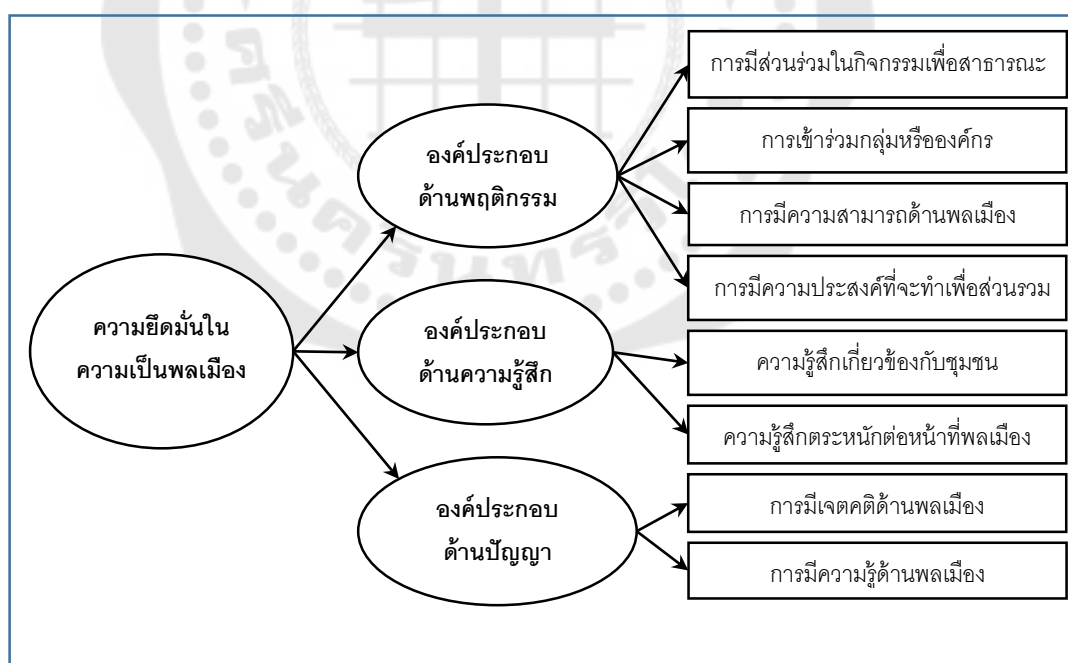 ความยึดมั่นใน
ความเป็นพลเมือง
องค์ประกอบ
ด้านพฤติกรรม
องค์ประกอบ
ด้านความรู้สึก
องค์ประกอบ
ด้านปัญญา
การมีส่วนร่วมในกิจกรรมเพื่อสาธารณะ
การเข้าร่วมกลุ่มหรือองค์กร
การมีความสามารถด้านพลเมือง
การมีความประสงค์ที่จะทำเพื่อส่วนรวม
ความรู้สึกเกี่ยวข้องกับชุมชน
ความรู้สึกตระหนักต่อหน้าที่พลเมือง
การมีเจตคติด้านพลเมือง
การมีความรู้ด้านพลเมือง